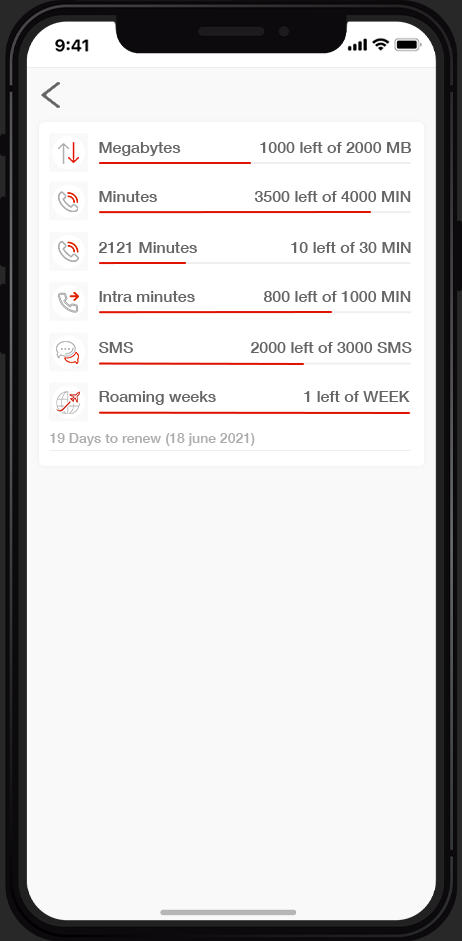 9:41
Megabytes 1000 left of 2000 MB
Minutes 3500 left of 4000 MIN
2121 Minutes 10 left of 30 MIN
Intra minutes 800 left of 1000 MIN
SMS 2000 left of 3000 SMS
Roaming weeks 1 left of WEEK
19 Days to renew (18 june 2021)